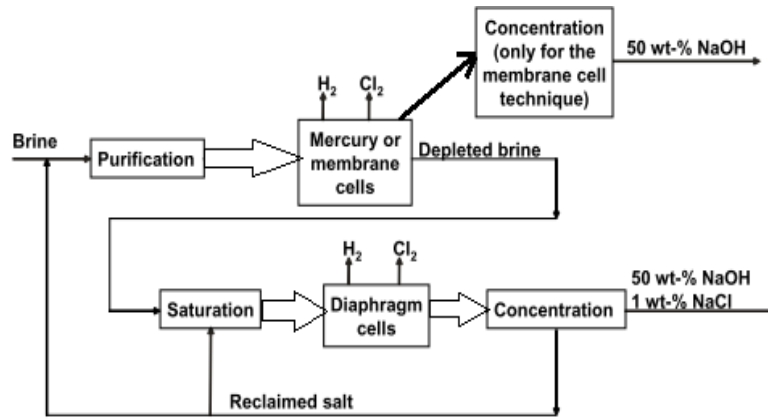 Concentration
(only for the
membrane cell
technique)
50 wt-% NaOH
H₂
Cl₂
Brine
Purification
Mercury or
membrane
cells
Depleted brine
H₂
Cl₂
Saturation
Diaphragm
cells
Concentration
50 wt-% NaOH
1 wt-% NaCl
Reclaimed salt